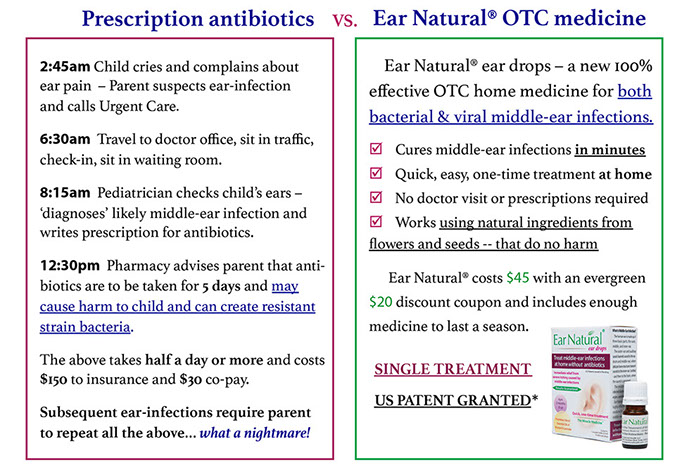 Prescription antibiotics vs. Ear Natural® OTC medicine
2:45am Child cries and complains about
ear pain – Parent suspects ear-infection
and calls Urgent Care.
6:30am Travel to doctor office, sit in traffic,
check-in, sit in waiting room.
8:15am Pediatrician checks child's ears –
'diagnoses' likely middle-ear infection and
writes prescription for antibiotics.
12:30pm Pharmacy advises parent that anti-
biotics are to be taken for 5 days and may
cause harm to child and can create resistant
strain bacteria.
The above takes half a day or more and costs
$150 to insurance and $30 co-pay.
Subsequent ear-infections require parent
to repeat all the above... what a nightmare!
Ear Natural® ear drops – a new 100%
effective OTC home medicine for both
bacterial & viral middle-ear infections.
Cures middle-ear infections in minutes
Quick, easy, one-time treatment at home
No doctor visit or prescriptions required
Works using natural ingredients from
flowers and seeds -- that do no harm
Ear Natural® costs $45 with an evergreen
$20 discount coupon and includes enough
medicine to last a season.
SINGLE TREATMENT
US PATENT GRANTED*
Ear Natural
ear drops
Treat middle-ear infections
at home without antibiotics
Ear Natural